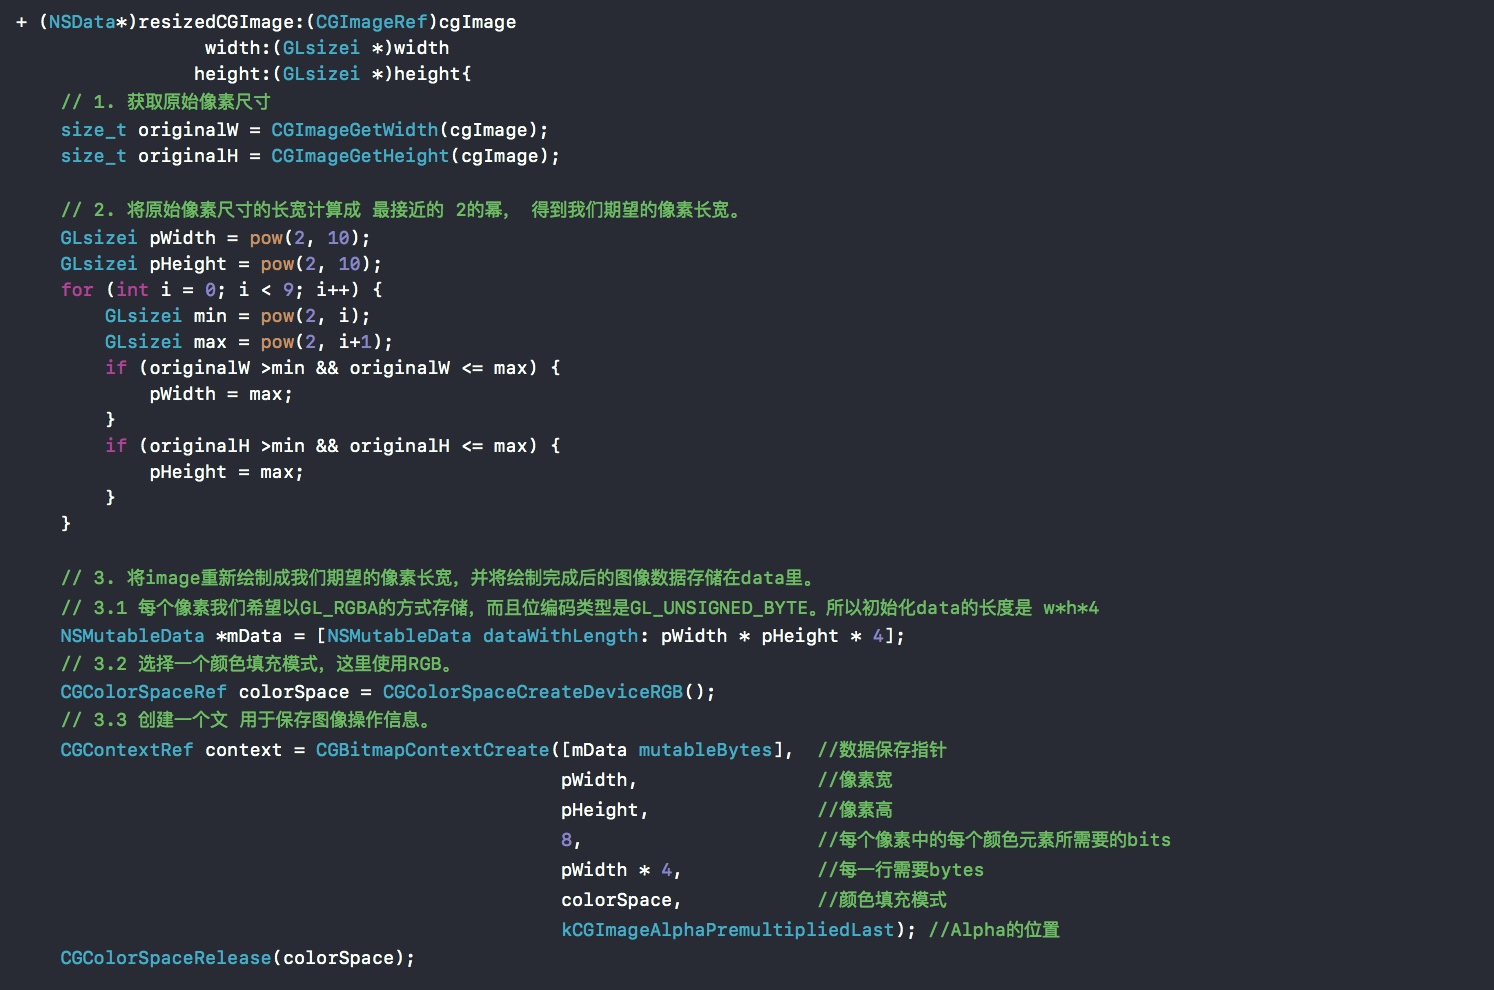 + (NSData*)resizedCGImage:(CGImageRef)cgImage
width:(GLsizei *)width
height:(GLsizei *)height{
// 1. 获取原始像素尺寸
size_t originalW = CGImageGetWidth(cgImage);
size_t originalH = CGImageGetHeight(cgImage);
// 2. 将原始像素尺寸的长宽计算成 最接近的 2的幂， 得到我们期望的像素长宽。
GLsizei pWidth = pow(2, 10);
GLsizei pHeight = pow(2, 10);
for (int i = 0; i < 9; i++) {
GLsizei min = pow(2, i);
GLsizei max = pow(2, i+1);
if (originalW >min && originalW <= max) {
pWidth = max;
}
if (originalH >min && originalH <= max) {
pHeight = max;
}
}
// 3. 将image重新绘制成我们期望的像素长宽，并将绘制完成后的图像数据存储在data里。
// 3.1 每个像素我们希望以GL_RGBA的方式存储，而且位编码类型是GL_UNSIGNED_BYTE。所以初始化data的长度是 w*h*4
NSMutableData *mData = [NSMutableData dataWithLength: pWidth * pHeight * 4];
// 3.2 选择一个颜色填充模式，这里使用RGB。
CGColorSpaceRef colorSpace = CGColorSpaceCreateDeviceRGB();
// 3.3 创建一个文 用于保存图像操作信息。
CGContextRef context = CGBitmapContextCreate([mData mutableBytes], //数据保存指针
pWidth, //像素宽
pHeight, //像素高
8, //每个像素中的每个颜色元素所需要的bits
pWidth * 4, //每一行需要bytes
colorSpace, //颜色填充模式
kCGImageAlphaPremultipliedLast); //Alpha的位置
CGColorSpaceRelease(colorSpace);